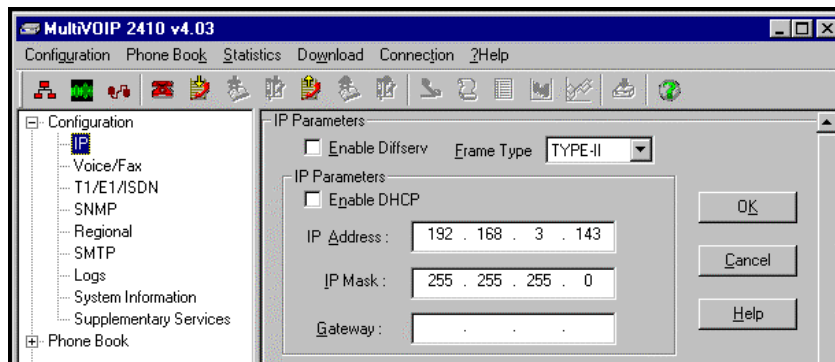 MultiVOIP 2410 v4.03
Configuration Phone Book Statistics Download Connection ?Help
Configuration
IP
Voice/Fax
T1/E1/ISDN
SNMP
Regional
SMTP
Logs
System Information
Supplementary Services
Phone Book
IP Parameters
Enable Diffserv Frame Type TYPE-II
IP Parameters
Enable DHCP
IP Address : 192 . 168 . 3 . 143
IP Mask : 255 . 255 . 255 . 0
Gateway : . . .
OK
Cancel
Help